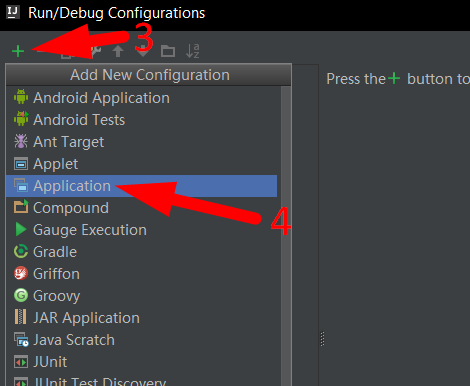 IJ Run/Debug Configurations
3
Add New Configuration
Press the + button to
Android Application
Android Tests
Ant Target
Applet
Application
Compound
4
Gauge Execution
Gradle
Griffon
Groovy
JAR Application
Java Scratch
JUnit
JUnit Test Discovery